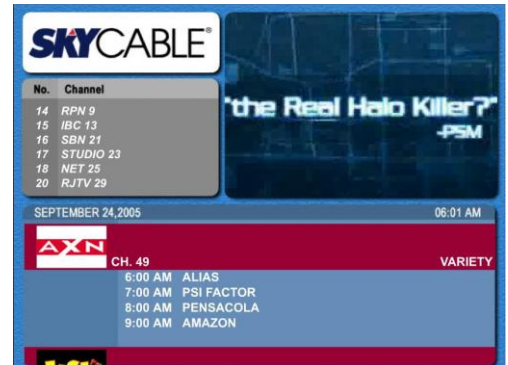 SKYCABLE®
"the Real Halo Killer?"
-PSM
No. Channel
14 RPN 9
15 IBC 13
16 SBN 21
17 STUDIO 23
18 NET 25
20 RJTV 29
SEPTEMBER 24,2005 06:01 AM
AXN
CH. 49 VARIETY
6:00 AM ALIAS
7:00 AM PSI FACTOR
8:00 AM PENSACOLA
9:00 AM AMAZON